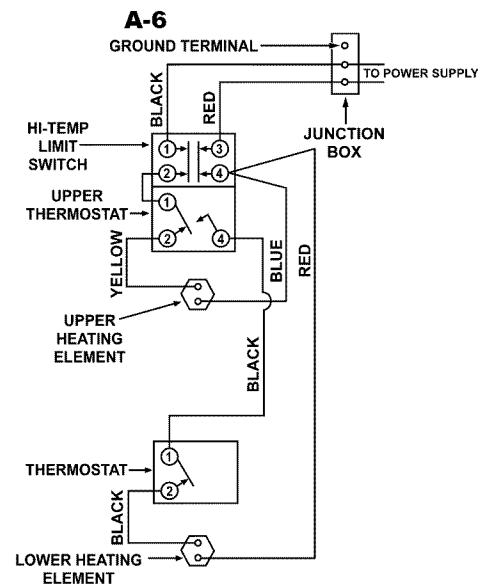 A-6
GROUND TERMINAL
TO POWER SUPPLY
BLACK
RED
HI-TEMP
LIMIT
SWITCH
JUNCTION
BOX
1
3
2
4
UPPER
THERMOSTAT
1
2
4
YELLOW
BLUE
RED
UPPER
HEATING
ELEMENT
BLACK
THERMOSTAT
1
2
BLACK
LOWER HEATING
ELEMENT